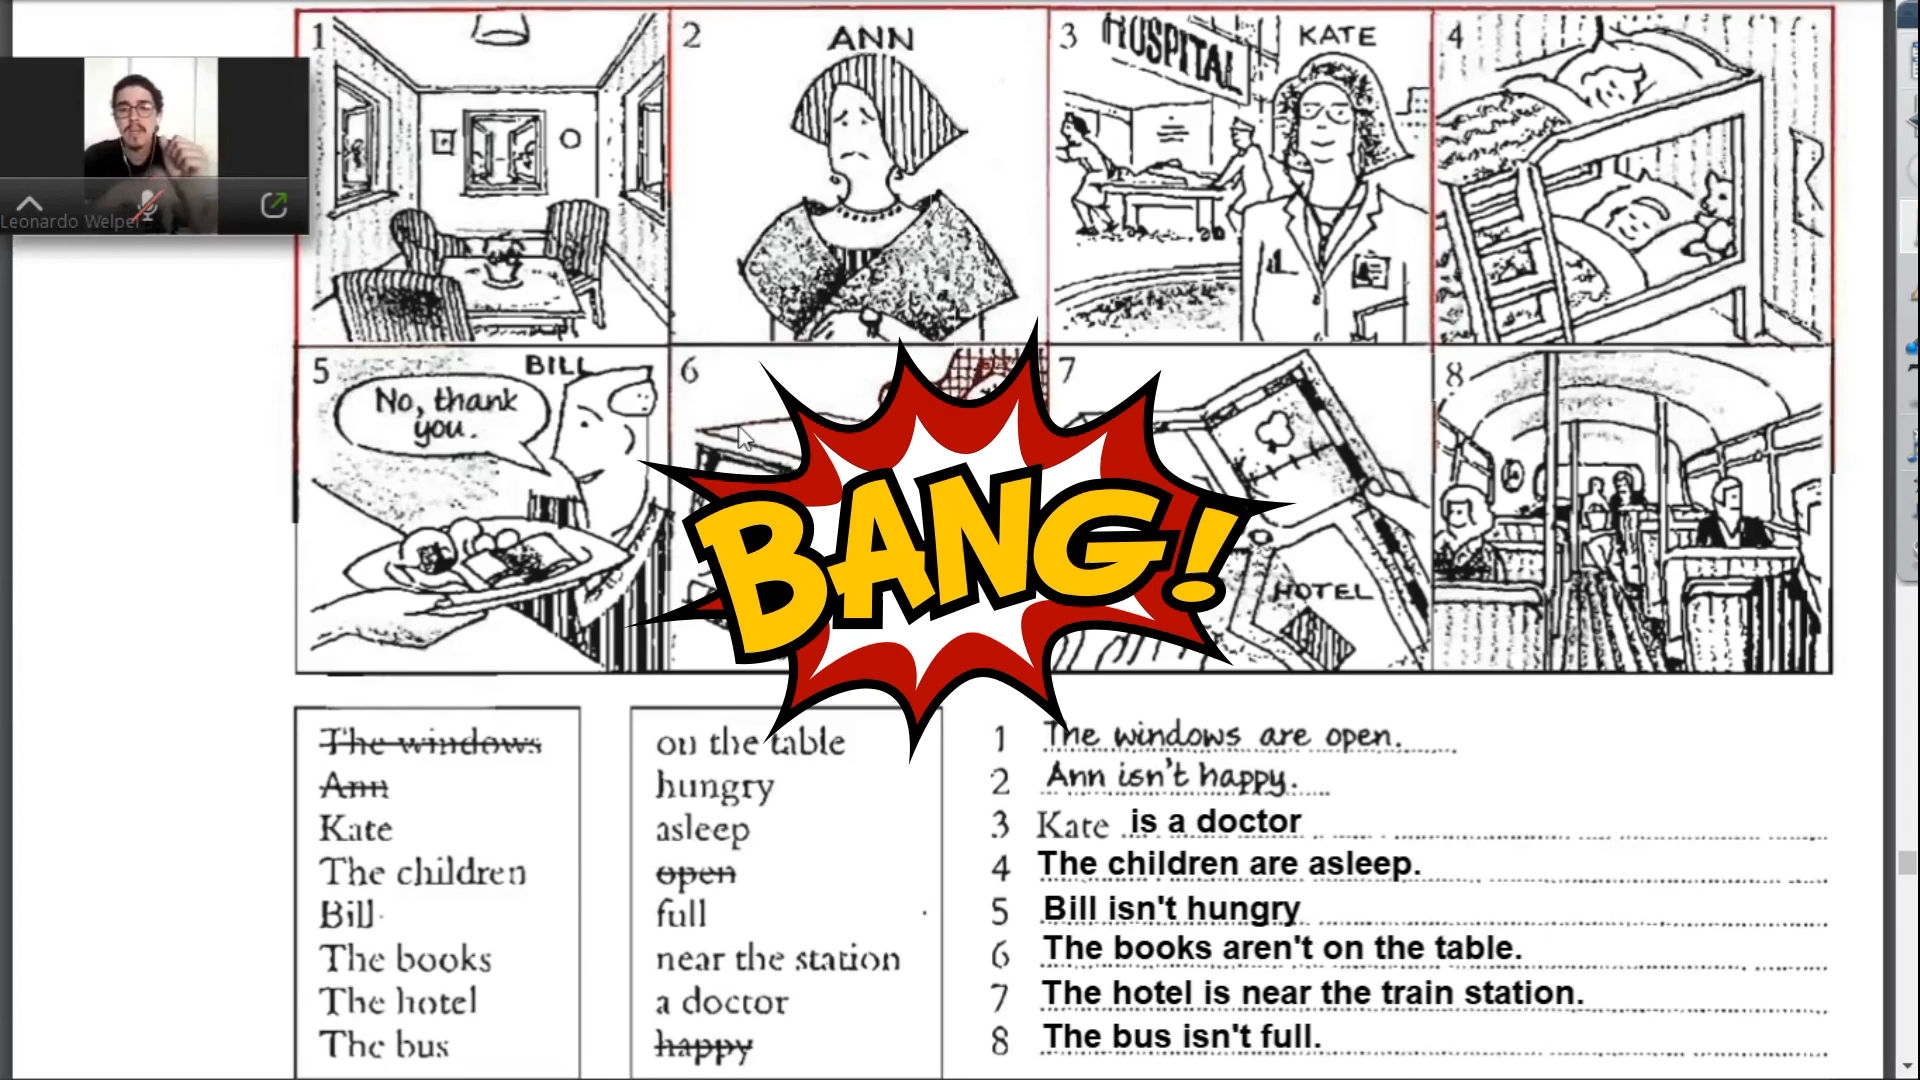 1
2
ANN
3
HOSPITAL
KATE
4
Leonardo Welper
5
BILL
No, thank
you.
6
7
HOTEL
8
BANG!
The windows
Ann
Kate
The children
Bill
The books
The hotel
The bus
on the table
hungry
asleep
open
full
near the station
a doctor
happy
1 The windows are open.
2 Ann isn't happy.
3 Kate is a doctor
4 The children are asleep.
5 Bill isn't hungry
6 The books aren't on the table.
7 The hotel is near the train station.
8 The bus isn't full.